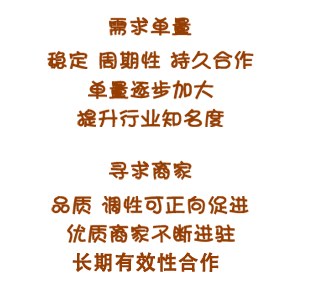 需求单量
稳定 周期性 持久合作
单量逐步加大
提升行业知名度
寻求商家
品质 调性可正向促进
优质商家不断进驻
长期有效性合作